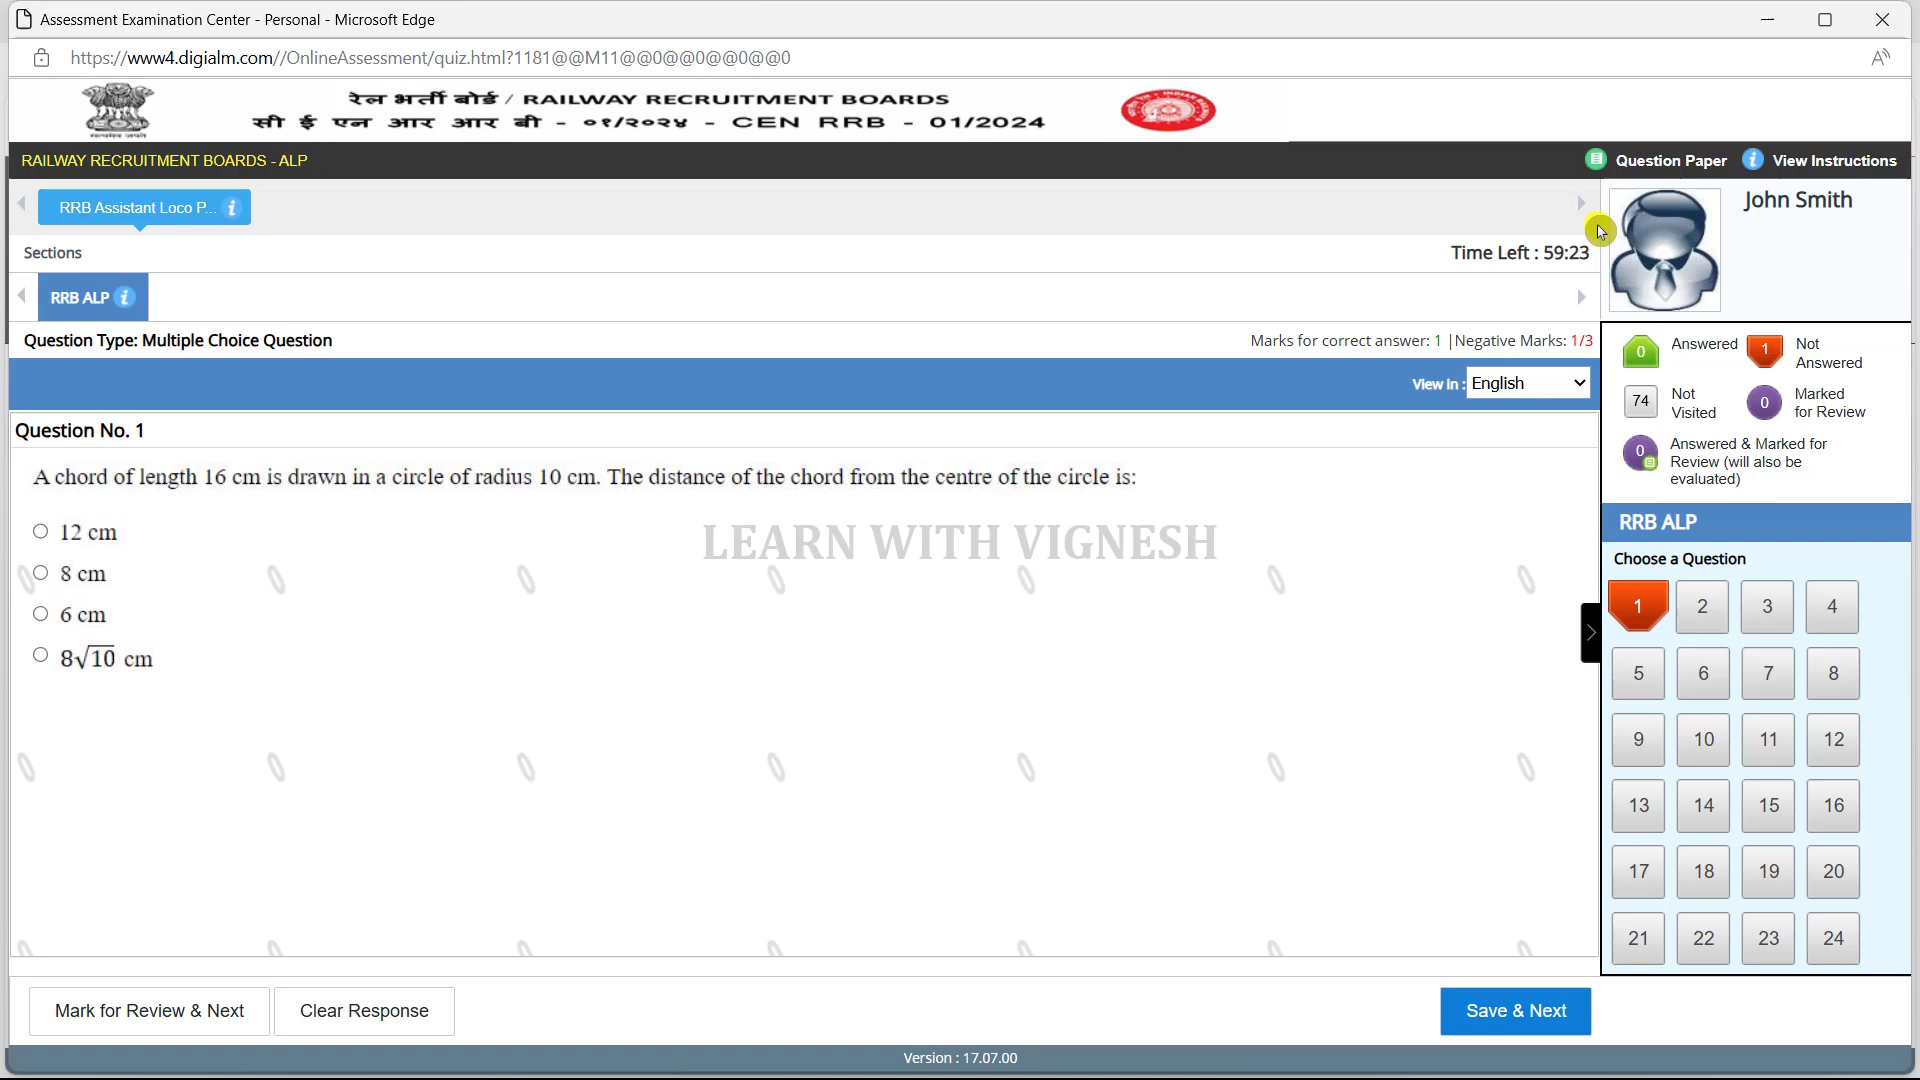 Assessment Examination Center - Personal - Microsoft Edge
https://www4.digialm.com//OnlineAssessment/quiz.html?1181@@M11@@0@@0@@0@@0
रेल भर्ती बोर्ड / RAILWAY RECRUITMENT BOARDS
सी ई एन आर आर बी - ०१/२०२४ - CEN RRB - 01/2024
RAILWAY RECRUITMENT BOARDS - ALP
Question Paper
View Instructions
RRB Assistant Loco P...
John Smith
Sections
Time Left : 59:23
RRB ALP
Question Type: Multiple Choice Question
Marks for correct answer: 1 |Negative Marks: 1/3
View in : English
0 Answered
1 Not Answered
74 Not Visited
0 Marked for Review
0 Answered & Marked for Review (will also be evaluated)
Question No. 1
A chord of length 16 cm is drawn in a circle of radius 10 cm. The distance of the chord from the centre of the circle is:
12 cm
8 cm
6 cm
8√10 cm
LEARN WITH VIGNESH
RRB ALP
Choose a Question
1 2 3 4
5 6 7 8
9 10 11 12
13 14 15 16
17 18 19 20
21 22 23 24
Mark for Review & Next
Clear Response
Save & Next
Version : 17.07.00